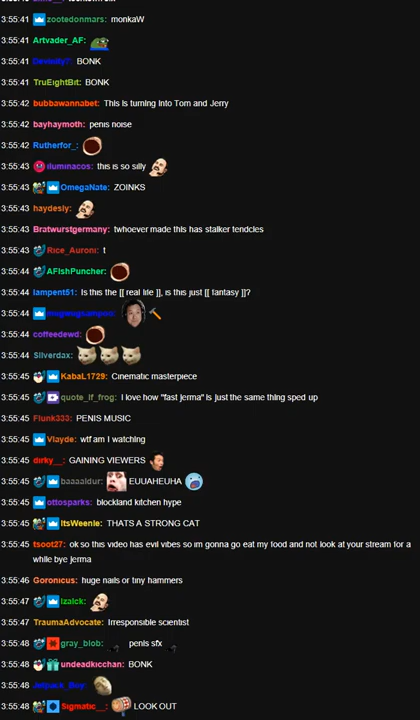 3:55:41 zootedonmars: monkaW
3:55:41 Artvader_AF:
3:55:41 BONK
3:55:41 TruEightBit: BONK
3:55:42 bubbawannabet: This is turning into Tom and Jerry
3:55:42 bayhaymoth: penis noise
3:55:42 Rutherfor_:
3:55:43 iluminacos: this is so silly
3:55:43 OmegaNate: ZOINKS
3:55:43 haydesly:
3:55:43 Bratwurstgermany: twhoever made this has stalker tendcies
3:55:43 Rice_Auroni: t
3:55:44 AFishPuncher:
3:55:44 lampent51: Is this the [[ real life ]], is this just [[ fantasy ]]?
3:55:44
3:55:44 coffeedewd:
3:55:44 Silverdax:
3:55:45 KabaL1729: Cinematic masterpiece
3:55:45 quote_if_frog: I love how "fast jerma" is just the same thing sped up
3:55:45 Flunk333: PENIS MUSIC
3:55:45 Vlayde: wtf am I watching
3:55:45 dirky__: GAINING VIEWERS
3:55:45 baaaaldur: EUUAHEUHA
3:55:45 ottosparks: blockland kitchen hype
3:55:45 ItsWeenie: THATS A STRONG CAT
3:55:45 tsoot27: ok so this video has evil vibes so im gonna go eat my food and not look at your stream for a
while bye jerma
3:55:46 Goronicus: huge nails or tiny hammers
3:55:47 Izalck:
3:55:47 TraumaAdvocate: Irresponsible scientist
3:55:48 gray_blob: penis sfx
3:55:48 undeadkicchan: BONK
3:55:48 Jetpack_Boy:
3:55:48 Sigmatic__: LOOK OUT